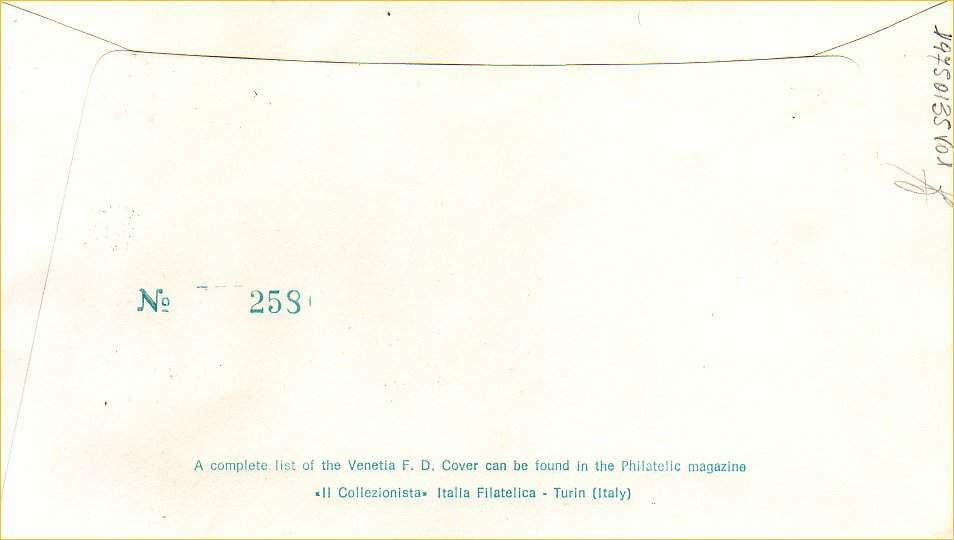 № 258
A complete list of the Venetia F. D. Cover can be found in the Philatelic magazine
«Il Collezionista» Italia Filatelica - Turin (Italy)